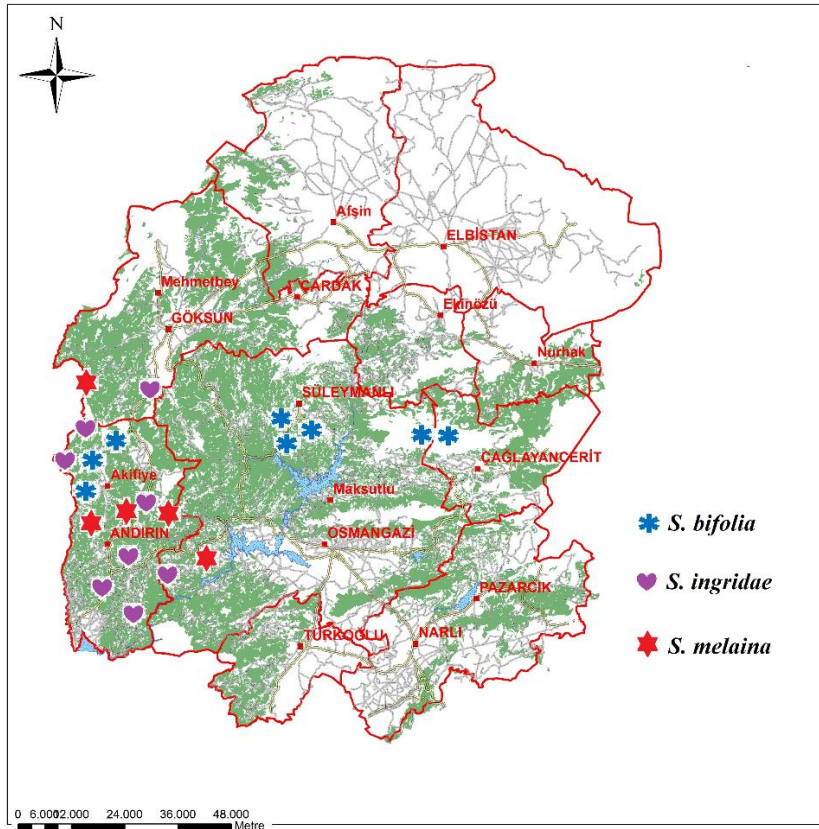 N
Afşin
ELBİSTAN
Mehmetbey
ÇARDAK
Ekinözü
GÖKSUN
Nurhak
SÜLEYMANLI
ÇAĞLAYANCERİT
Akifiye
Maksutlu
ANDIRIN
OSMANGAZİ
S. bifolia
S. ingridae
PAZARCIK
TÜRKOĞLU
NARLI
S. melaina
0 6.000 12.000 24.000 36.000 48.000
Metre